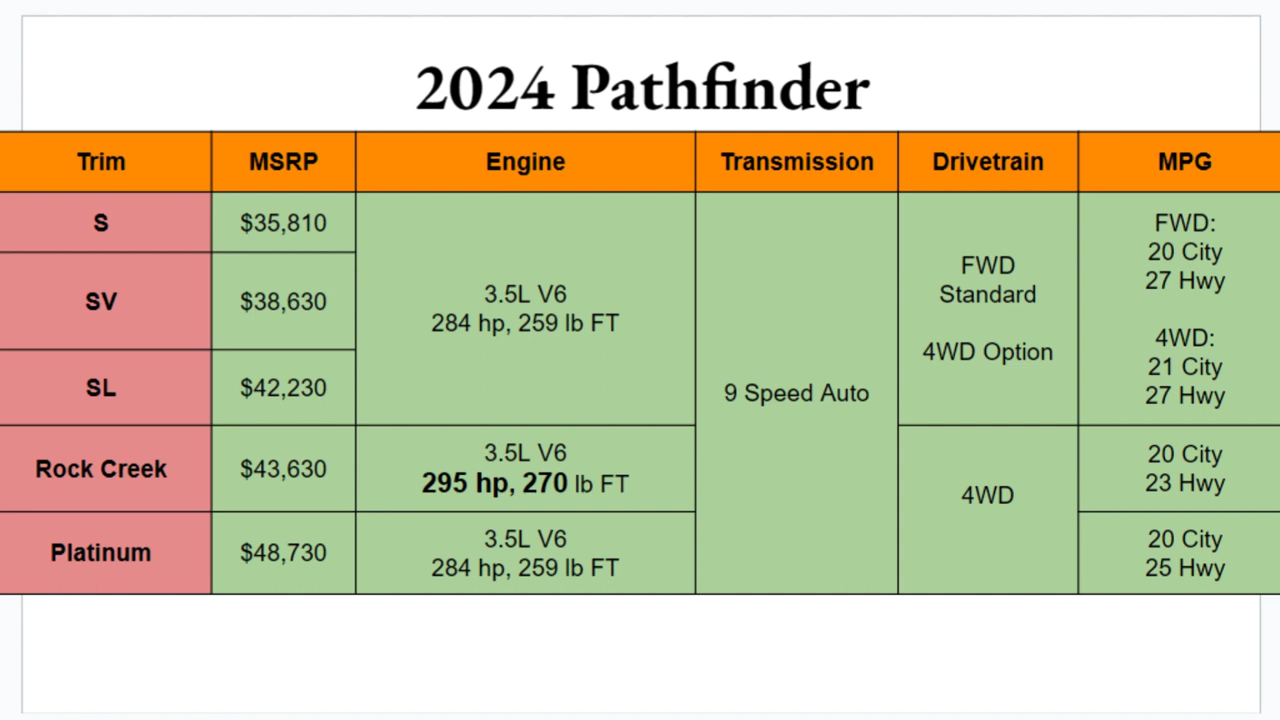 2024 Pathfinder
Trim MSRP Engine Transmission Drivetrain MPG
S $35,810
SV $38,630
SL $42,230
3.5L V6
284 hp, 259 lb FT
9 Speed Auto
FWD
Standard
4WD Option
FWD:
20 City
27 Hwy
4WD:
21 City
27 Hwy
Rock Creek $43,630
3.5L V6
295 hp, 270 lb FT
4WD
20 City
23 Hwy
Platinum $48,730
3.5L V6
284 hp, 259 lb FT
20 City
25 Hwy